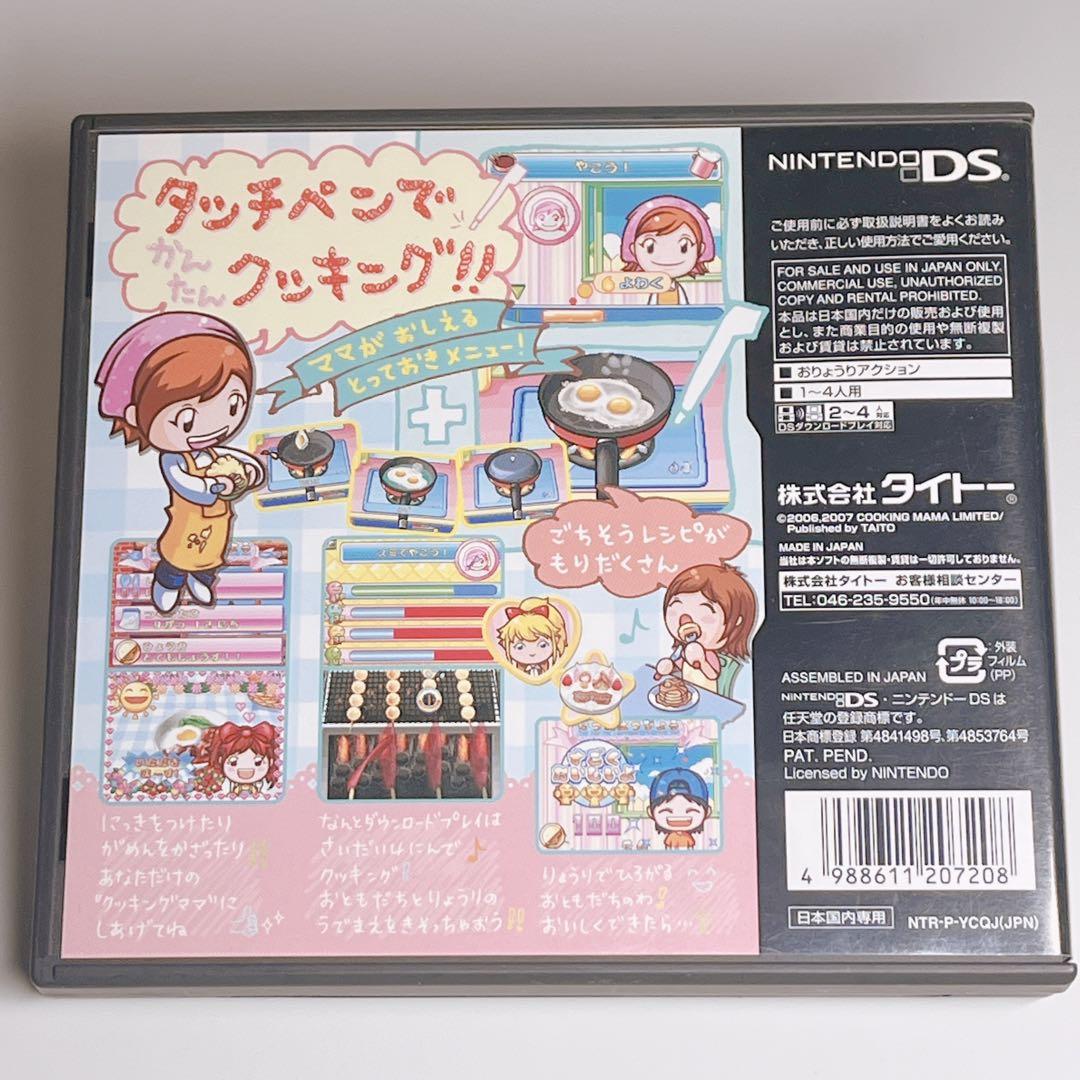 タッチペンで
かんたん
クッキング!!
ママがおしえる
とっておきメニュー!
やこう!
よわく
ごちそうレシピが
もりだくさん
スミでやこう!
にっきをつけたり
がめんをかざったり
あなただけの
"クッキングママ"に
しあげてね
なんとダウンロードプレイは
さいだい4にんで
クッキング!
おともだちとりょうりの
うでまえをきそっちゃおう!!
りょうりでひろがる
おともだちのわ!
おいしくできたら…
NINTENDO DS®
ご使用前に必ず取扱説明書をよくお読み
いただき、正しい使用方法でご愛用ください。
FOR SALE AND USE IN JAPAN ONLY.
COMMERCIAL USE, UNAUTHORIZED
COPY AND RENTAL PROHIBITED.
本品は日本国内だけの販売および使用
とし、また商業目的の使用や無断複製
および賃貸は禁止されています。
■ おりょうりアクション
■ 1〜4人用
2〜4人対応
DSダウンロードプレイ対応
株式会社 タイトー®
©2006,2007 COOKING MAMA LIMITED/
Published by TAITO
MADE IN JAPAN
当社は本ソフトの無断複製・賃貸は一切許可しておりません。
株式会社タイトー お客様相談センター
TEL:046-235-9550(年中無休 10:00〜18:00)
プラ
:外装
フィルム
(PP)
ASSEMBLED IN JAPAN
NINTENDO DS・ニンテンドーDSは
任天堂の登録商標です。
日本商標登録 第4841498号、第4853764号
PAT. PEND.
Licensed by NINTENDO
4 988611 207208
日本国内専用
NTR-P-YCQJ(JPN)